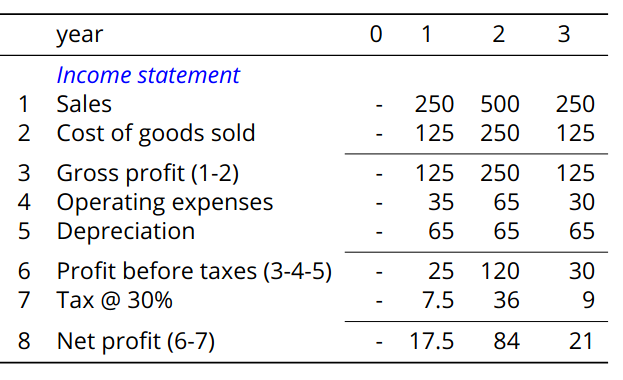 year 0 1 2 3
Income statement
1 Sales - 250 500 250
2 Cost of goods sold - 125 250 125
3 Gross profit (1-2) - 125 250 125
4 Operating expenses - 35 65 30
5 Depreciation - 65 65 65
6 Profit before taxes (3-4-5) - 25 120 30
7 Tax @ 30% - 7.5 36 9
8 Net profit (6-7) - 17.5 84 21